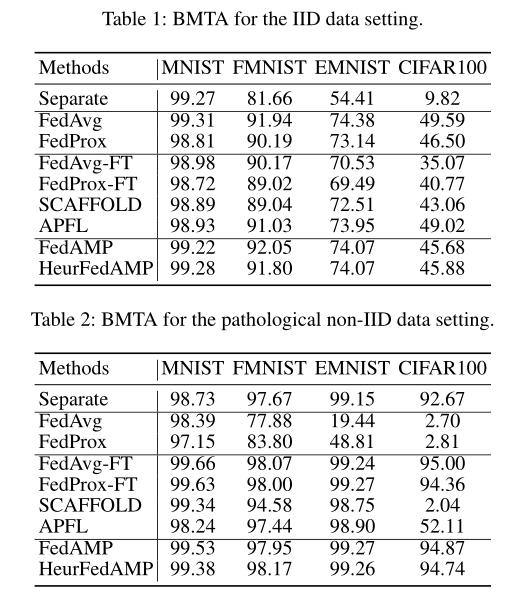 Table 1: BMTA for the IID data setting.
Methods MNIST FMNIST EMNIST CIFAR100
Separate 99.27 81.66 54.41 9.82
FedAvg 99.31 91.94 74.38 49.59
FedProx 98.81 90.19 73.14 46.50
FedAvg-FT 98.98 90.17 70.53 35.07
FedProx-FT 98.72 89.02 69.49 40.77
SCAFFOLD 98.89 89.04 72.51 43.06
APFL 98.93 91.03 73.95 49.02
FedAMP 99.22 92.05 74.07 45.68
HeurFedAMP 99.28 91.80 74.07 45.88
Table 2: BMTA for the pathological non-IID data setting.
Methods MNIST FMNIST EMNIST CIFAR100
Separate 98.73 97.67 99.15 92.67
FedAvg 98.39 77.88 19.44 2.70
FedProx 97.15 83.80 48.81 2.81
FedAvg-FT 99.66 98.07 99.24 95.00
FedProx-FT 99.63 98.00 99.27 94.36
SCAFFOLD 99.34 94.58 98.75 2.04
APFL 98.24 97.44 98.90 52.11
FedAMP 99.53 97.95 99.27 94.87
HeurFedAMP 99.38 98.17 99.26 94.74